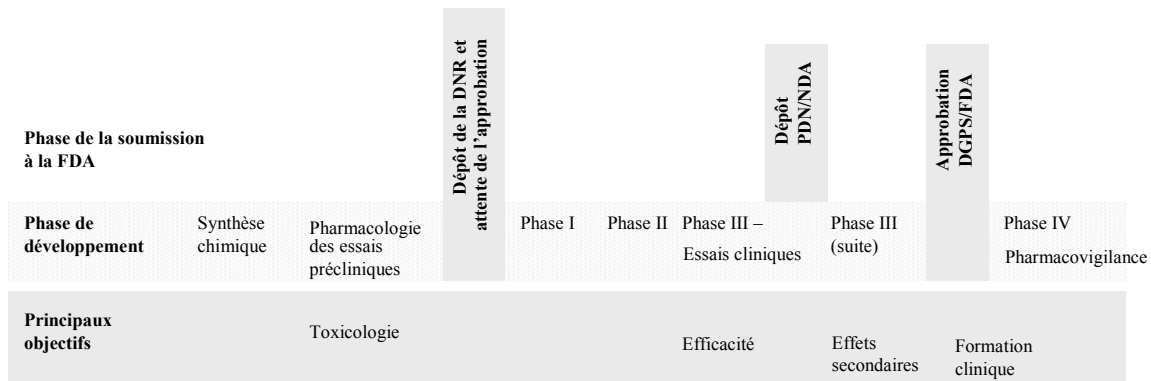 Phase de la soumission
à la FDA
Dépôt de la DNR et
attente de l’approbation
Dépôt
PDN/NDA
Approbation
DGPS/FDA
Phase de
développement
Synthèse
chimique
Pharmacologie
des essais
précliniques
Phase I
Phase II
Phase III –
Essais cliniques
Phase III
(suite)
Phase IV
Pharmacovigilance
Principaux
objectifs
Toxicologie
Efficacité
Effets
secondaires
Formation
clinique